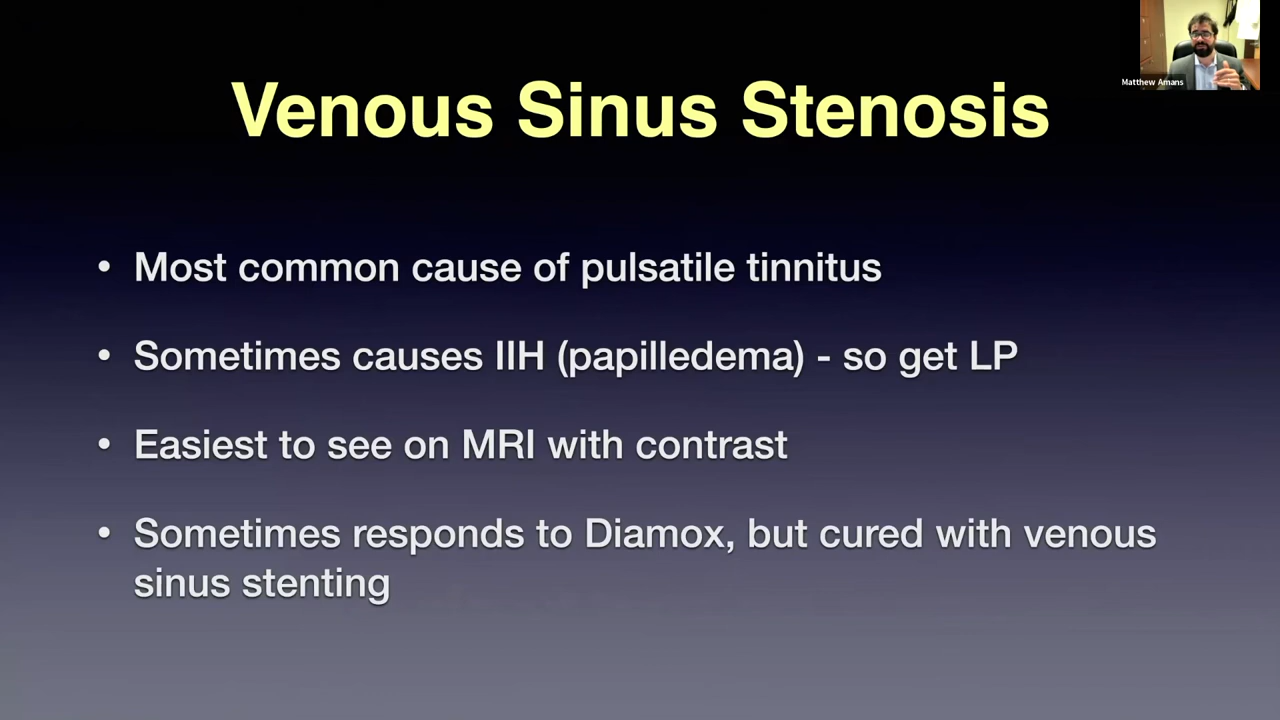 Matthew Amans
Venous Sinus Stenosis
• Most common cause of pulsatile tinnitus
• Sometimes causes IIH (papilledema) - so get LP
• Easiest to see on MRI with contrast
• Sometimes responds to Diamox, but cured with venous
sinus stenting